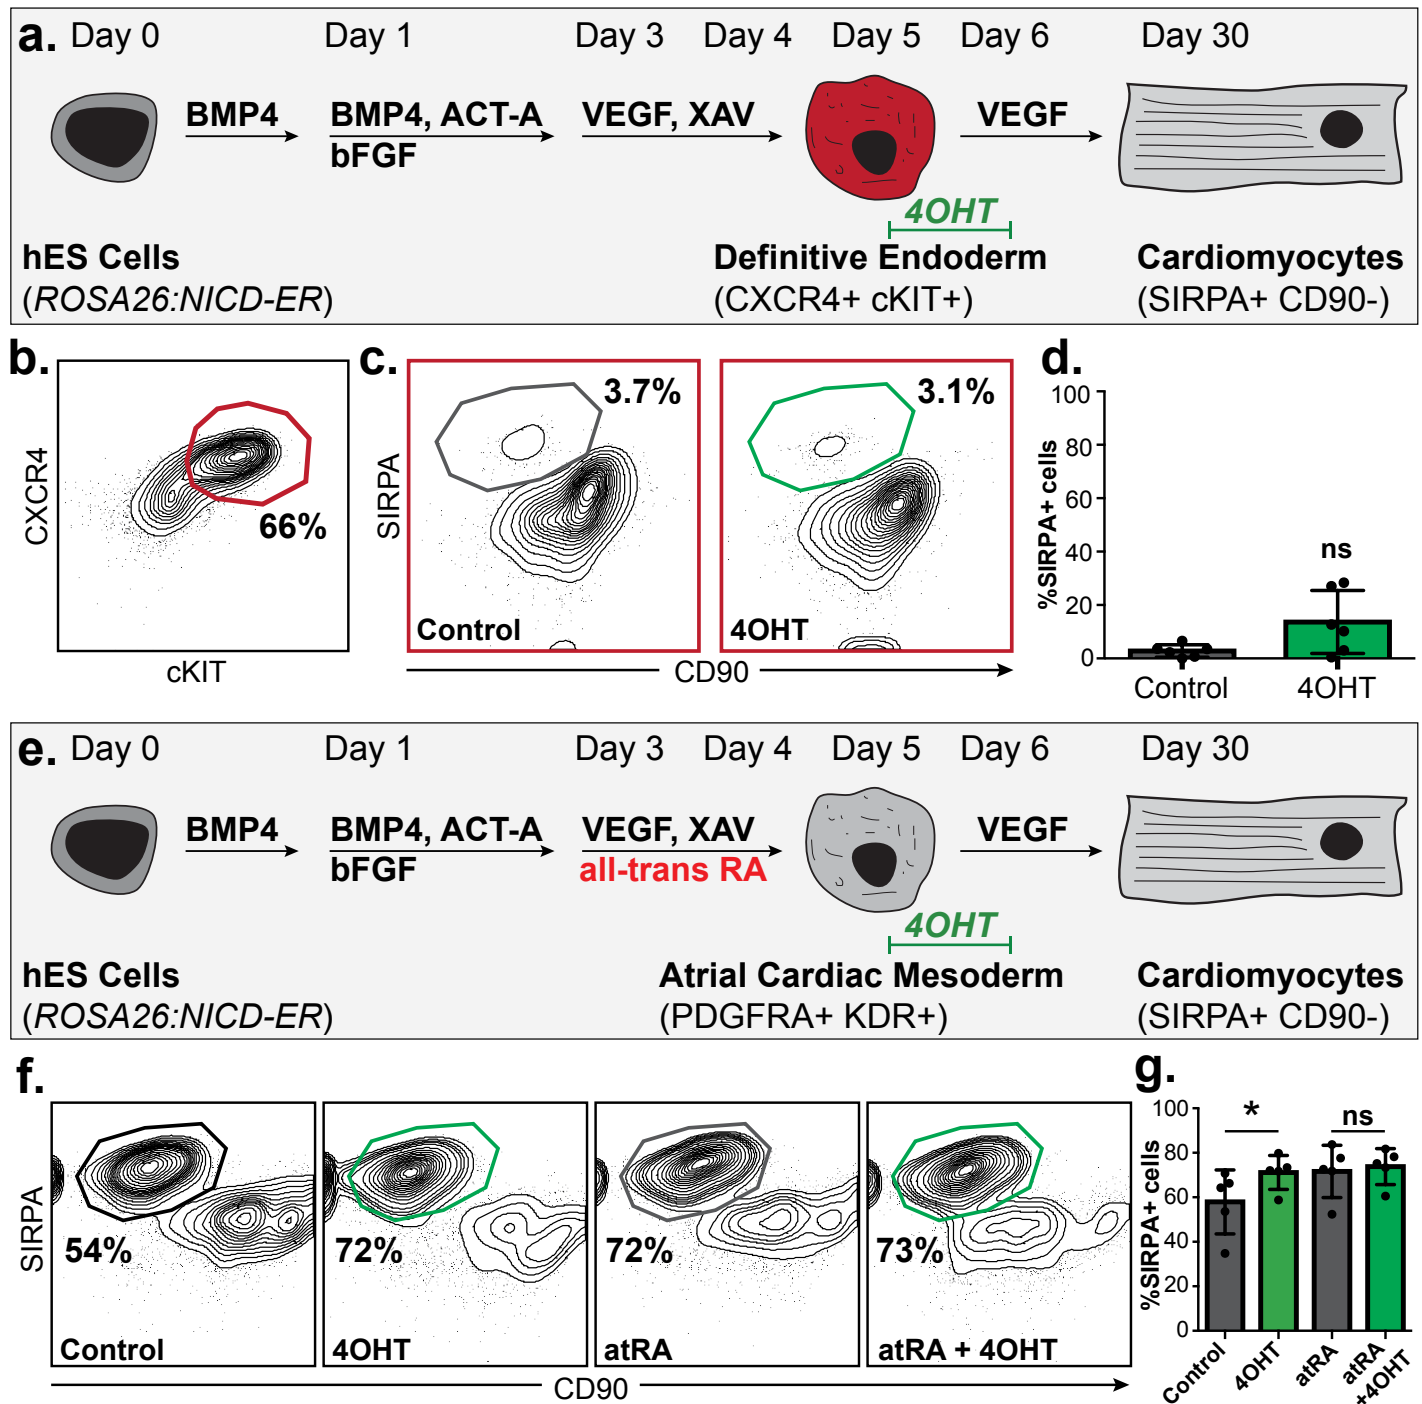 a. Day 0 Day 1 Day 3 Day 4 Day 5 Day 6 Day 30
BMP4 BMP4, ACT-A VEGF, XAV VEGF
bFGF
4OHT
hES Cells Definitive Endoderm Cardiomyocytes
(ROSA26:NICD-ER) (CXCR4+ cKIT+) (SIRPA+ CD90-)
b.
CXCR4
66%
cKIT
c.
SIRPA
3.7% 3.1%
Control 4OHT
CD90
d.
%SIRPA+ cells
100
80
60
40
20
0
ns
Control 4OHT
e. Day 0 Day 1 Day 3 Day 4 Day 5 Day 6 Day 30
BMP4 BMP4, ACT-A VEGF, XAV VEGF
bFGF all-trans RA
4OHT
hES Cells Atrial Cardiac Mesoderm Cardiomyocytes
(ROSA26:NICD-ER) (PDGFRA+ KDR+) (SIRPA+ CD90-)
f.
SIRPA
54% 72% 72% 73%
Control 4OHT atRA atRA + 4OHT
CD90
g.
%SIRPA+ cells
100
80
60
40
20
0
* ns
Control 4OHT atRA atRA
+4OHT